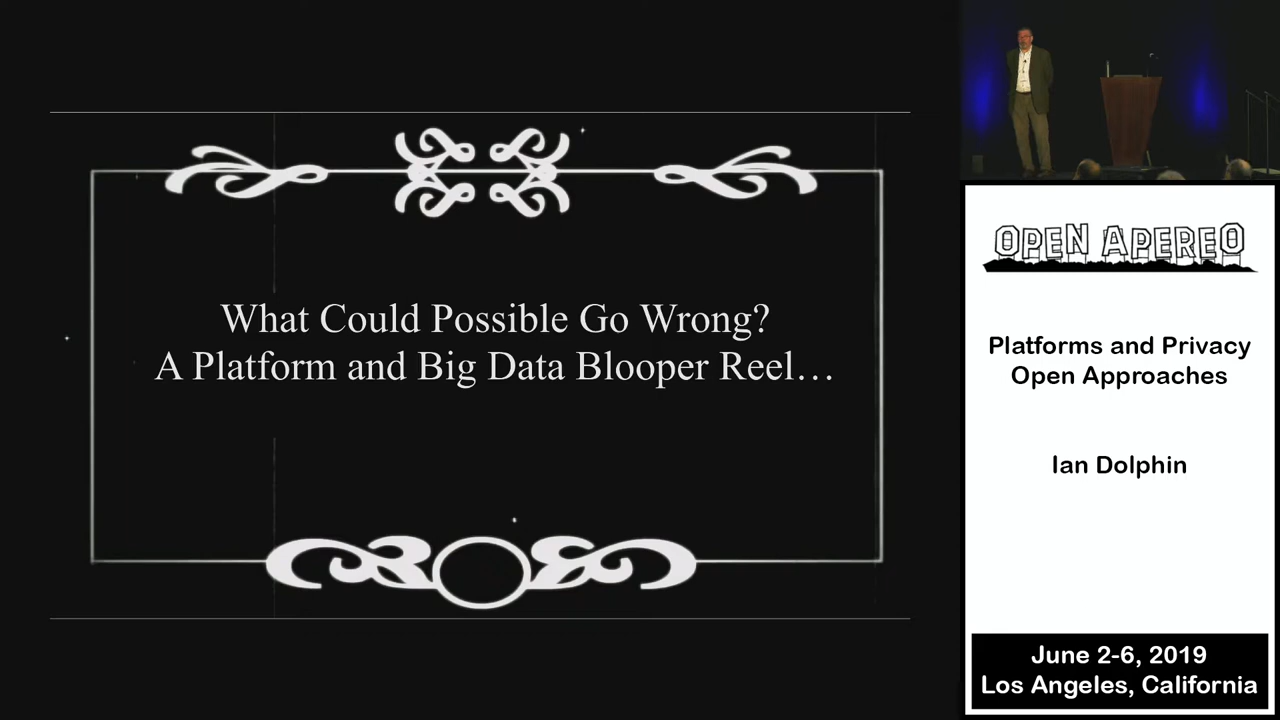 What Could Possible Go Wrong?
A Platform and Big Data Blooper Reel…
OPEN APEREO
Platforms and Privacy
Open Approaches
Ian Dolphin
June 2-6, 2019
Los Angeles, California